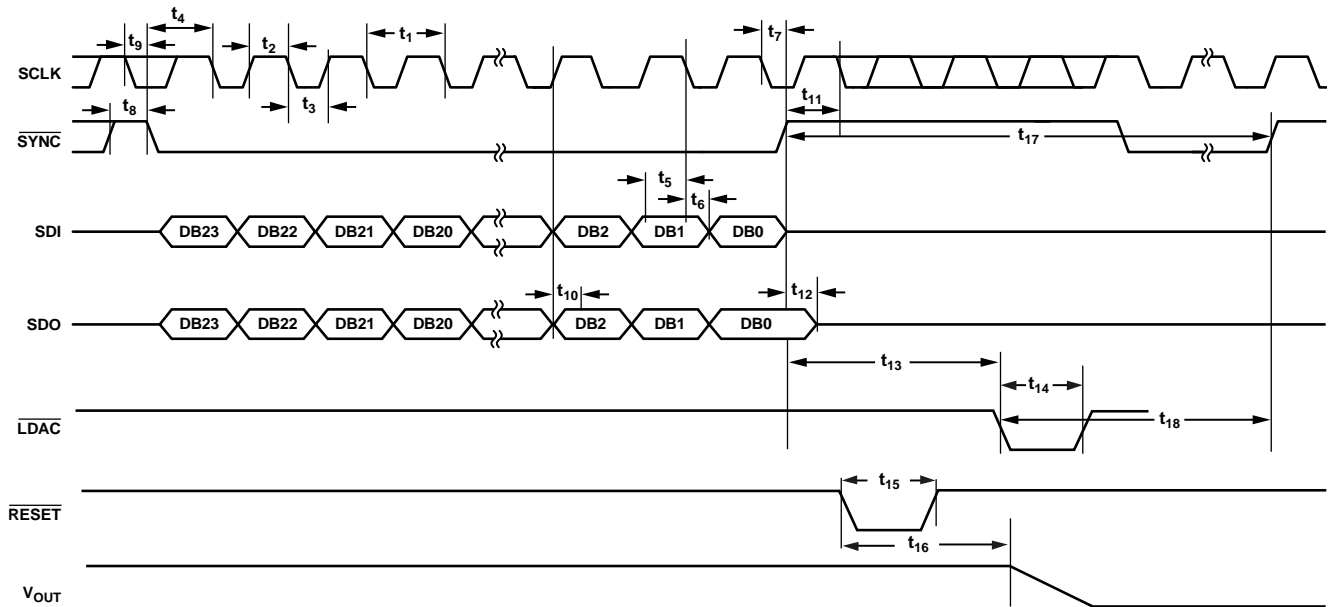 t4
t9 t2 t1 t7
SCLK
t8 t3 t11
SYNC
t17
t5
t6
SDI DB23 DB22 DB21 DB20 DB2 DB1 DB0
t10 t12
SDO DB23 DB22 DB21 DB20 DB2 DB1 DB0
t13
t14
LDAC
t18
t15
RESET
t16
VOUT